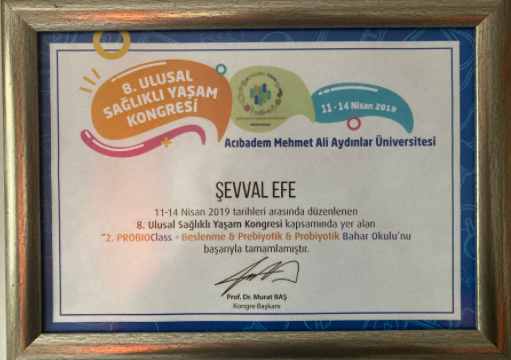 8. ULUSAL
SAĞLIKLI YAŞAM
KONGRESİ
11-14 Nisan 2019
Acıbadem Mehmet Ali Aydınlar Üniversitesi
ŞEVVAL EFE
11-14 Nisan 2019 tarihleri arasında düzenlenen
8. Ulusal Sağlıklı Yaşam Kongresi kapsamında yer alan
"2. PROBIOClass - Beslenme & Prebiyotik & Probiyotik Bahar Okulu'nu
başarıyla tamamlamıştır.
Prof. Dr. Murat BAŞ
Kongre Başkanı